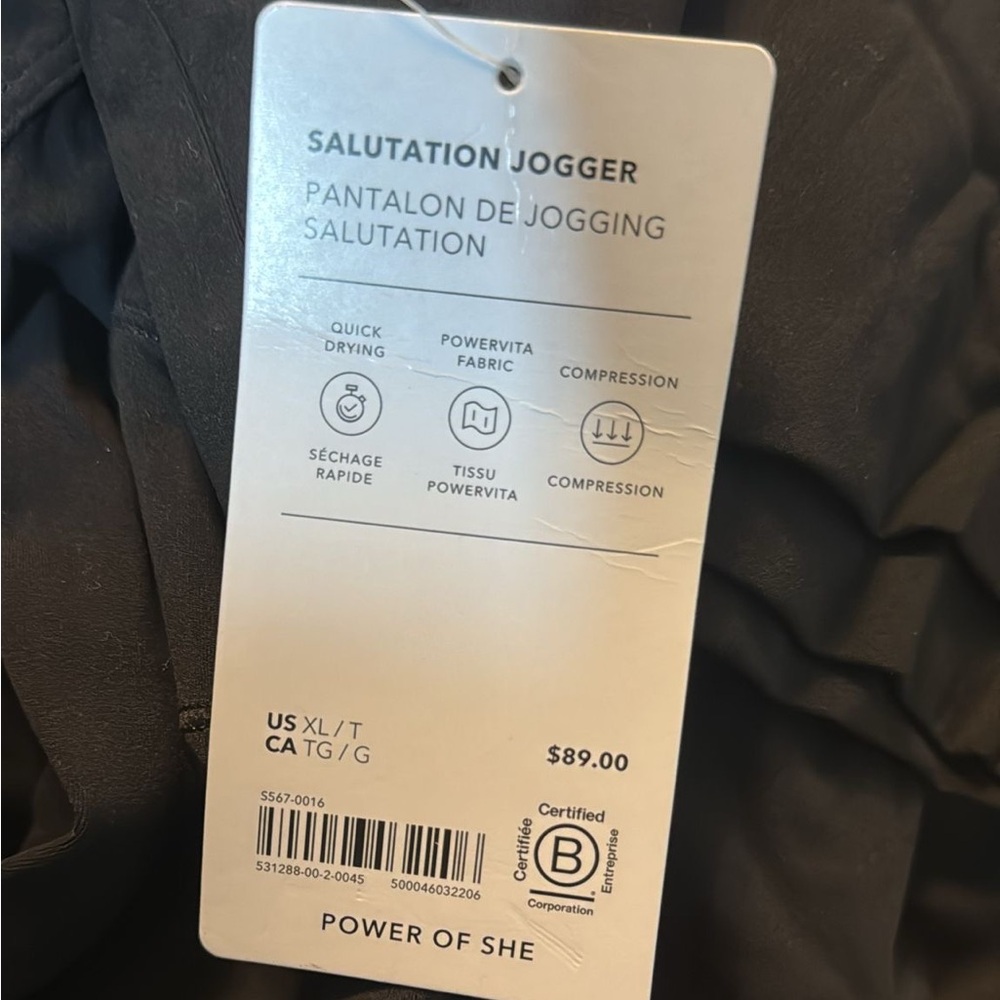 SALUTATION JOGGER
PANTALON DE JOGGING
SALUTATION
QUICK
DRYING
SÉCHAGE
RAPIDE
POWERVITA
FABRIC
TISSU
POWERVITA
COMPRESSION
COMPRESSION
US XL / T
CA TG / G
$89.00
S567-0016
531288-00-2-0045 500046032206
Certified
Certifiée
B
Entreprise
Corporation
POWER OF SHE